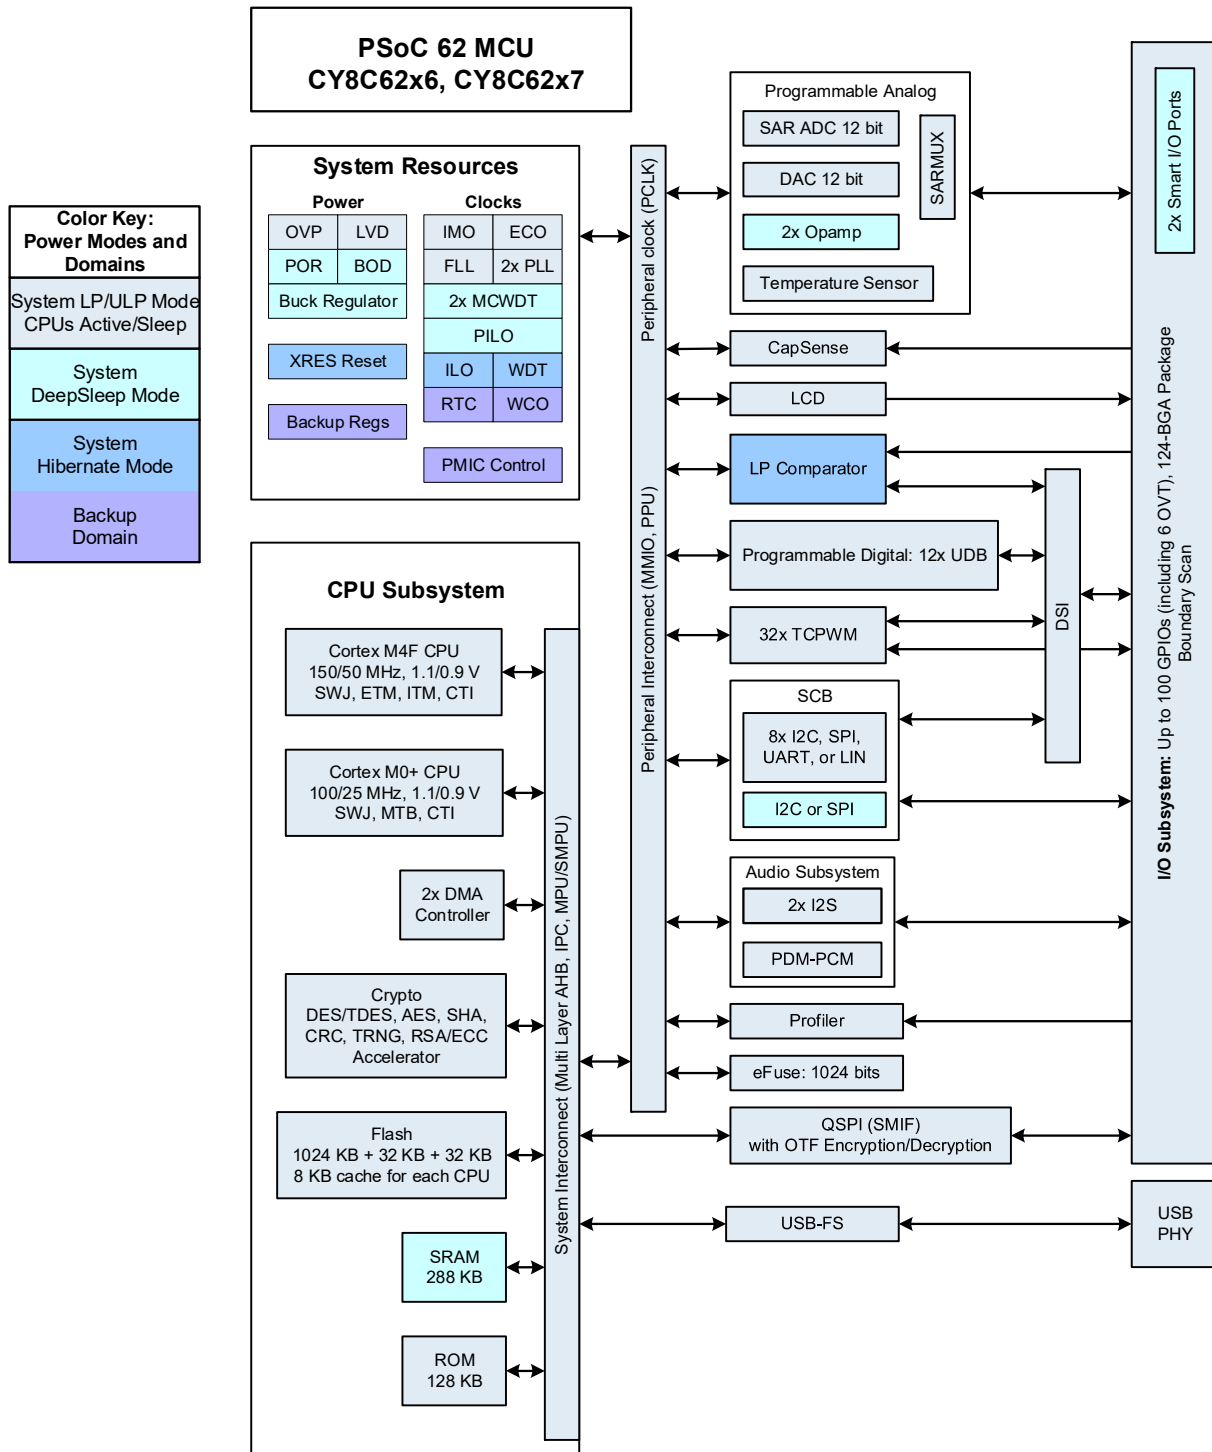 PSoC 62 MCU
CY8C62x6, CY8C62x7
Color Key:
Power Modes and
Domains
System LP/ULP Mode
CPUs Active/Sleep
System
DeepSleep Mode
System
Hibernate Mode
Backup
Domain
System Resources
Power
OVP
LVD
POR
BOD
Buck Regulator
XRES Reset
Backup Regs
Clocks
IMO
ECO
FLL
2x PLL
2x MCWDT
PILO
ILO
WDT
RTC
WCO
PMIC Control
CPU Subsystem
Cortex M4F CPU
150/50 MHz, 1.1/0.9 V
SWJ, ETM, ITM, CTI
Cortex M0+ CPU
100/25 MHz, 1.1/0.9 V
SWJ, MTB, CTI
2x DMA
Controller
Crypto
DES/TDES, AES, SHA,
CRC, TRNG, RSA/ECC
Accelerator
Flash
1024 KB + 32 KB + 32 KB
8 KB cache for each CPU
SRAM
288 KB
ROM
128 KB
System Interconnect (Multi Layer AHB, IPC, MPU/SMPU)
Peripheral clock (PCLK)
Peripheral Interconnect (MMIO, PPU)
Programmable Analog
SAR ADC 12 bit
DAC 12 bit
2x Opamp
Temperature Sensor
SARMUX
CapSense
LCD
LP Comparator
Programmable Digital: 12x UDB
32x TCPWM
SCB
8x I2C, SPI,
UART, or LIN
I2C or SPI
Audio Subsystem
2x I2S
PDM-PCM
Profiler
eFuse: 1024 bits
QSPI (SMIF)
with OTF Encryption/Decryption
USB-FS
DSI
2x Smart I/O Ports
I/O Subsystem: Up to 100 GPIOs (including 6 OVT), 124-BGA Package
Boundary Scan
USB
PHY